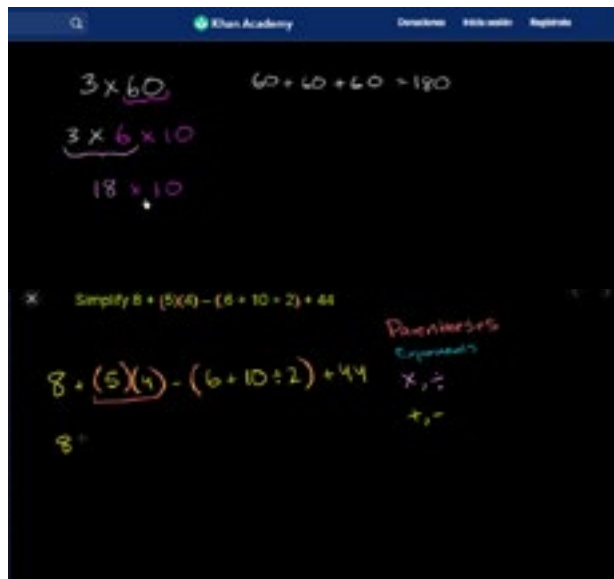 Khan Academy
Donaciones Inicia sesión Regístrate
3 × 60 60 + 60 + 60 = 180
3 × 6 × 10
18 × 10
Simplify 8 + (5)(4) − (6 + 10 ÷ 2) + 44
Parentheses
Exponents
8 + (5)(4) - (6 + 10 ÷ 2) + 44 ×, ÷
+, -
8 +